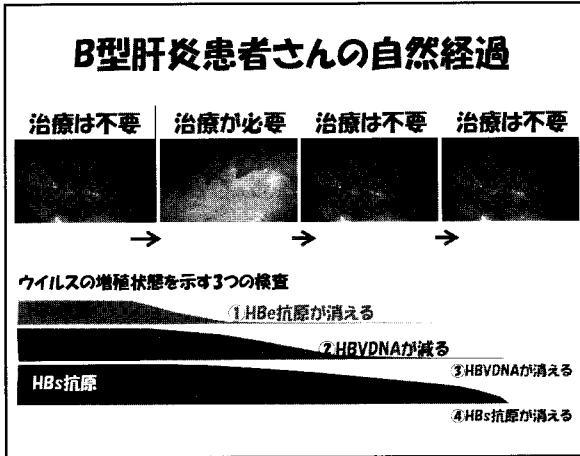 B型肝炎患者さんの自然経過
治療は不要 治療が必要 治療は不要 治療は不要
→ → →
ウイルスの増殖状態を示す3つの検査
①HBe抗原が消える
②HBVDNAが減る
③HBVDNAが消える
HBs抗原
④HBs抗原が消える